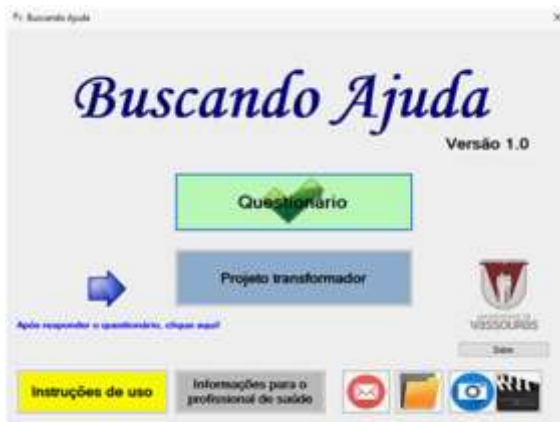 Buscando Ajuda
Buscando Ajuda
Versão 1.0
Questionário
Projeto transformador
Após responder o questionário, clique aqui!
VASSOURAS
Instruções de uso
Informações para o
profissional de saúde